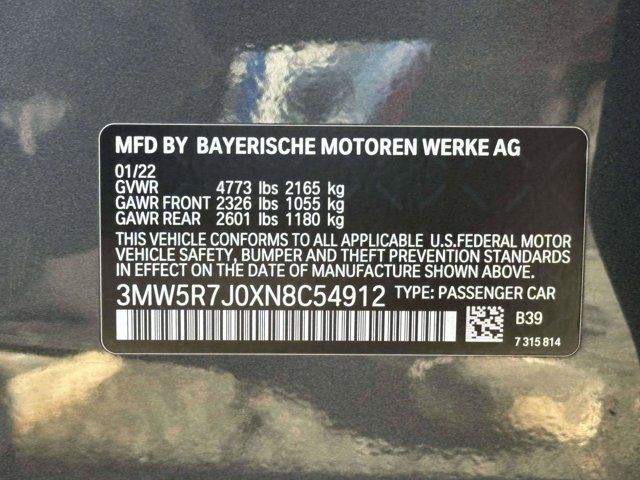 MFD BY BAYERISCHE MOTOREN WERKE AG
01/22
GVWR 4773 lbs 2165 kg
GAWR FRONT 2326 lbs 1055 kg
GAWR REAR 2601 lbs 1180 kg
THIS VEHICLE CONFORMS TO ALL APPLICABLE U.S.FEDERAL MOTOR
VEHICLE SAFETY, BUMPER AND THEFT PREVENTION
STANDARDS IN EFFECT ON THE DATE OF
MANUFACTURE SHOWN ABOVE.
3MW5R7J0XN8C54912 TYPE: PASSENGER CAR
B39
7 315 814